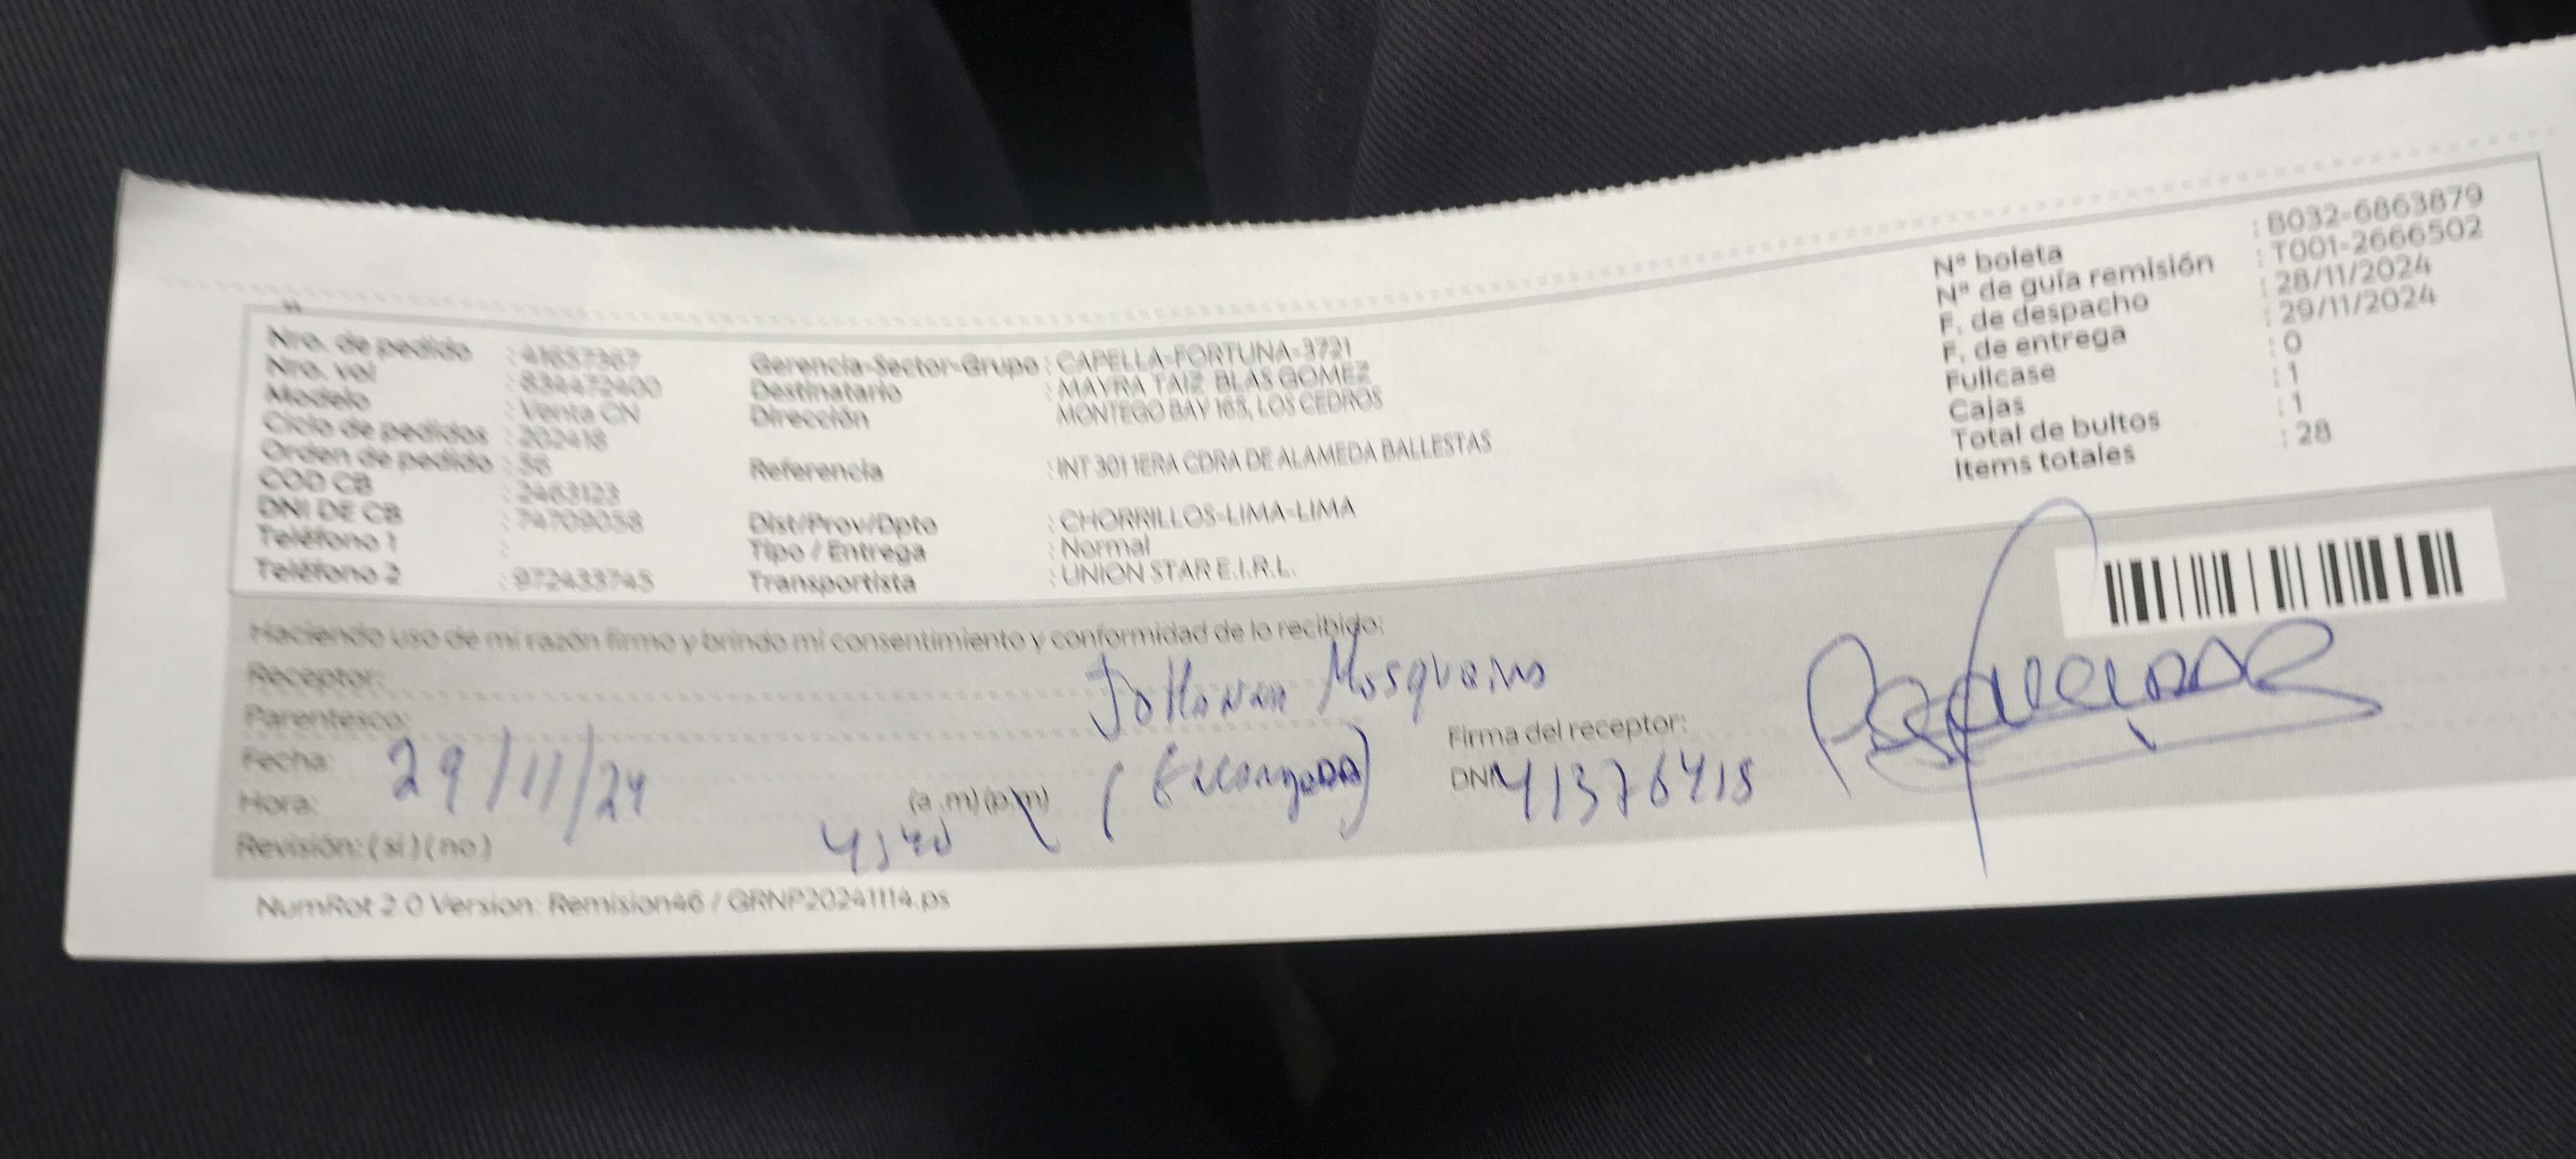 Nro. de pedido : 41657367
Nro. vol : 834472400
Modelo : Venta CN
Ciclo de pedidos : 202418
Orden de pedido : 56
COD CB : 2463123
DNI DE CB : 74709058
Teléfono 1 :
Teléfono 2 : 972433745
Gerencia-Sector-Grupo : CAPELLA-FORTUNA-3721
Destinatario : MAYRA TAIZ BLAS GOMEZ
Dirección MONTEGO BAY 165, LOS CEDROS
Referencia : INT 301 1ERA CDRA DE ALAMEDA BALLESTAS
Dist/Prov/Dpto : CHORRILLOS-LIMA-LIMA
Tipo / Entrega : Normal
Transportista : UNION STAR E.I.R.L.
Nª boleta : B032-6863879
Nª de guía remisión : T001-2666502
F. de despacho : 28/11/2024
F. de entrega : 29/11/2024
Fullcase : 0
Cajas : 1
Total de bultos : 1
Items totales : 28
Haciendo uso de mi razón firmo y brindo mi consentimiento y conformidad de lo recibido:
Receptor:
Parentesco:
Fecha: 29/11/24
Hora: (a .m) (p.m)
Revisión: ( si ) ( no )
Firma del receptor:
DNI: 41376418
NumRot 2.0 Version: Remision46 / GRNP20241114.ps